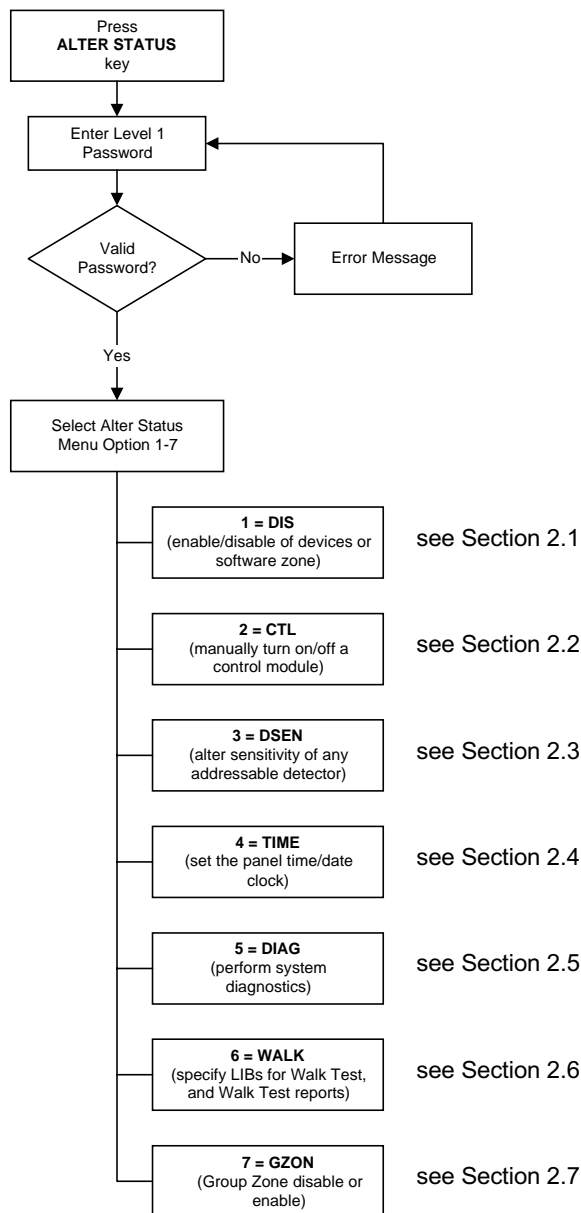 Press
ALTER STATUS
key
Enter Level 1
Password
Valid
Password?
No
Error Message
Yes
Select Alter Status
Menu Option 1-7
1 = DIS
(enable/disable of devices or
software zone)
see Section 2.1
2 = CTL
(manually turn on/off a
control module)
see Section 2.2
3 = DSEN
(alter sensitivity of any
addressable detector)
see Section 2.3
4 = TIME
(set the panel time/date
clock)
see Section 2.4
5 = DIAG
(perform system
diagnostics)
see Section 2.5
6 = WALK
(specify LIBs for Walk Test,
and Walk Test reports)
see Section 2.6
7 = GZON
(Group Zone disable or
enable)
see Section 2.7